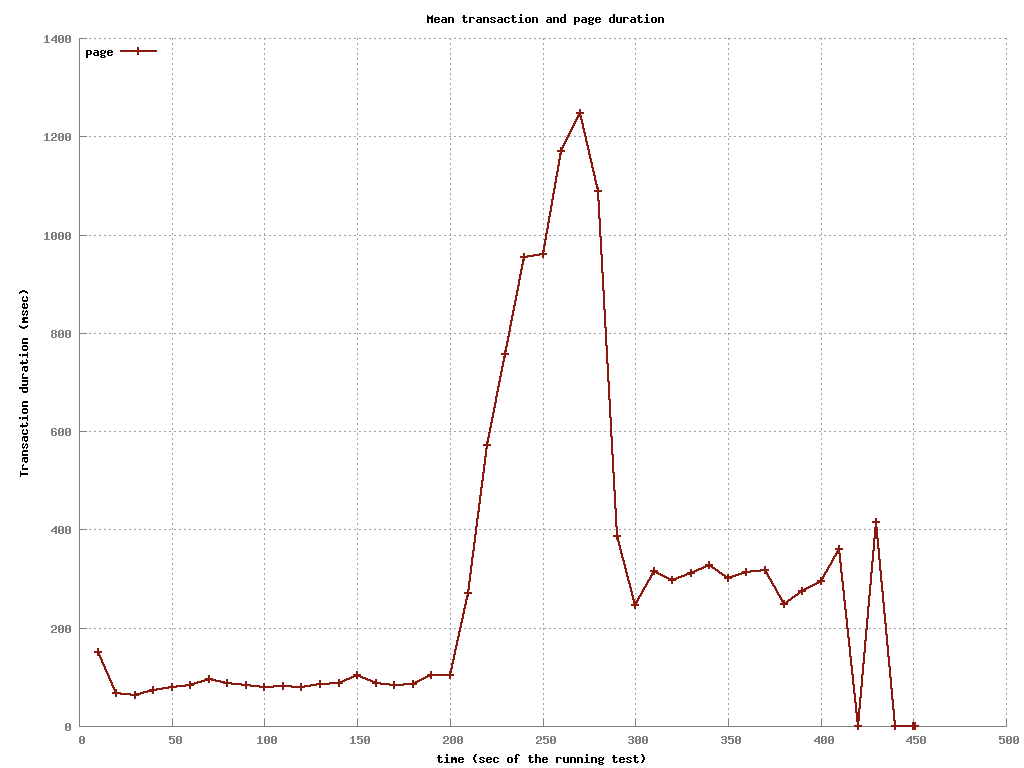 Mean transaction and page duration
page
1400
1200
1000
800
600
400
200
0
Transaction duration (msec)
0 50 100 150 200 250 300 350 400 450 500
time (sec of the running test)